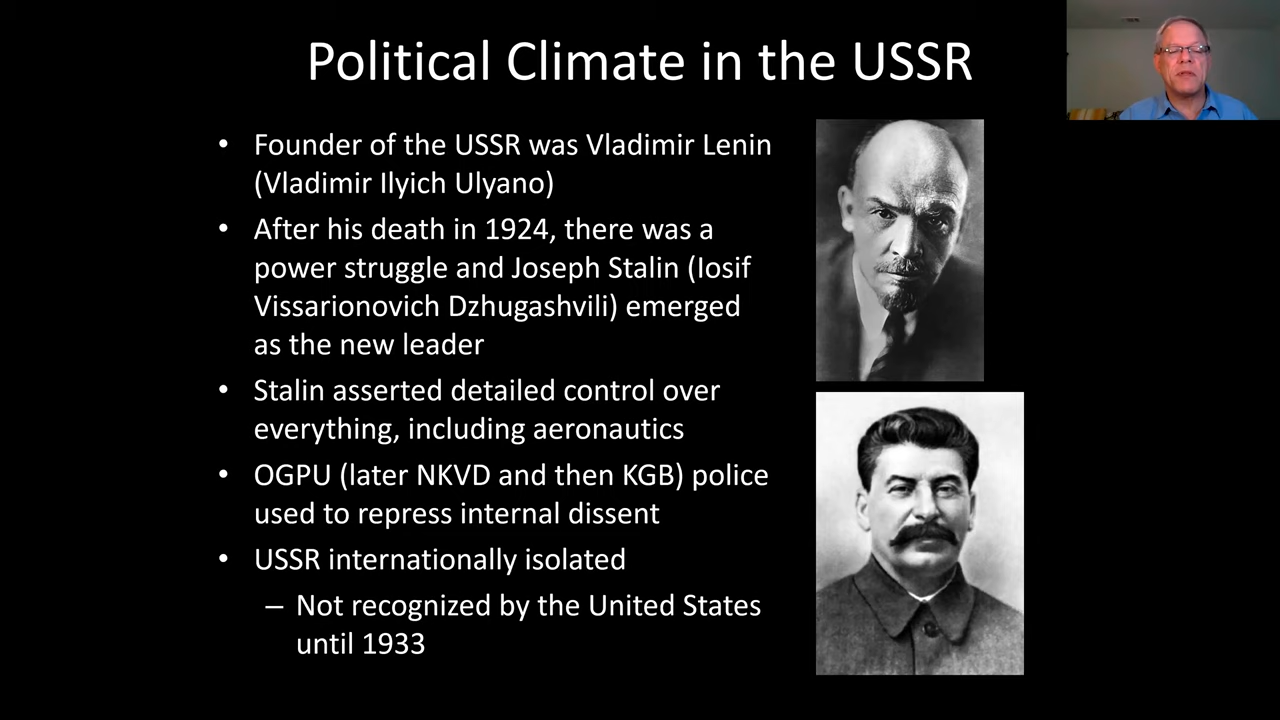 Political Climate in the USSR
• Founder of the USSR was Vladimir Lenin
(Vladimir Ilyich Ulyano)
• After his death in 1924, there was a
power struggle and Joseph Stalin (Iosif
Vissarionovich Dzhugashvili) emerged
as the new leader
• Stalin asserted detailed control over
everything, including aeronautics
• OGPU (later NKVD and then KGB) police
used to repress internal dissent
• USSR internationally isolated
– Not recognized by the United States
until 1933